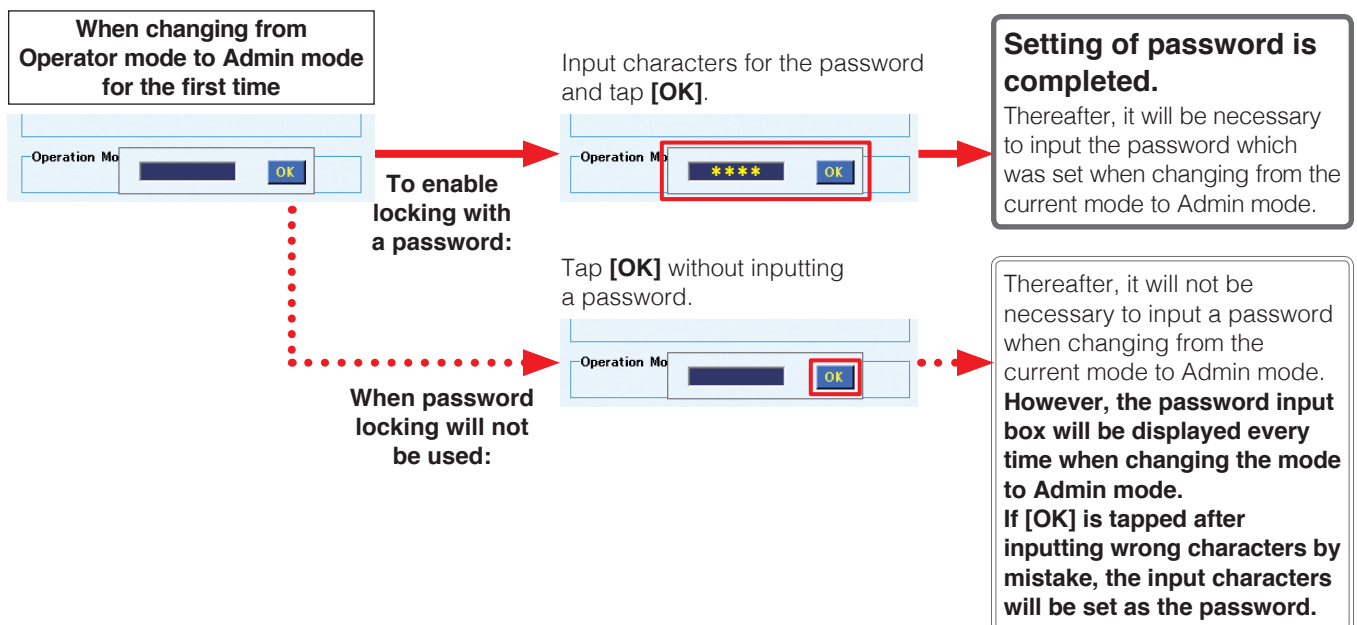 When changing from
Operator mode to Admin mode
for the first time
Operation Mo
OK
To enable
locking with
a password:
Input characters for the password
and tap [OK].
Operation Mo
****
OK
Setting of password is
completed.
Thereafter, it will be necessary
to input the password which
was set when changing from the
current mode to Admin mode.
When password
locking will not
be used:
Tap [OK] without inputting
a password.
Operation Mo
OK
Thereafter, it will not be
necessary to input a password
when changing from the
current mode to Admin mode.
However, the password input
box will be displayed every
time when changing the mode
to Admin mode.
If [OK] is tapped after
inputting wrong characters by
mistake, the input characters
will be set as the password.